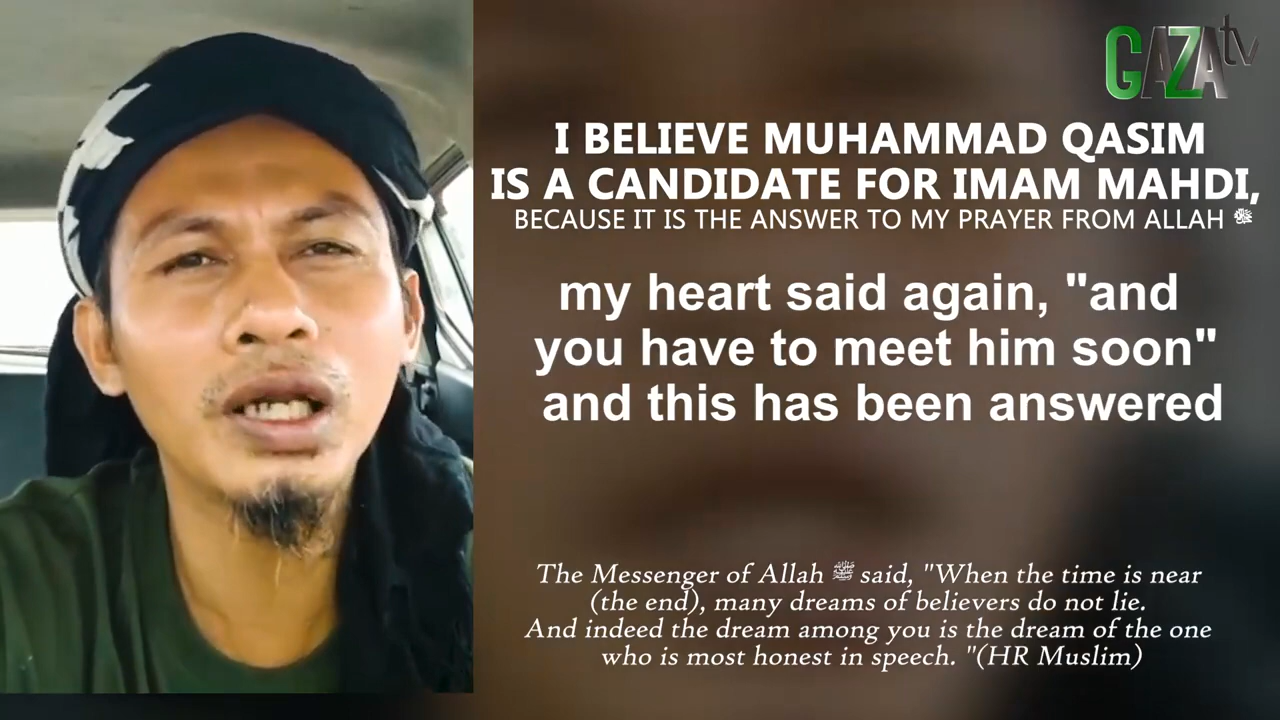 GAZAtv
I BELIEVE MUHAMMAD QASIM
IS A CANDIDATE FOR IMAM MAHDI,
BECAUSE IT IS THE ANSWER TO MY PRAYER FROM ALLAH ﷻ
my heart said again, "and
you have to meet him soon"
and this has been answered
The Messenger of Allah ﷺ said, "When the time is near
(the end), many dreams of believers do not lie.
And indeed the dream among you is the dream of the one
who is most honest in speech. "(HR Muslim)